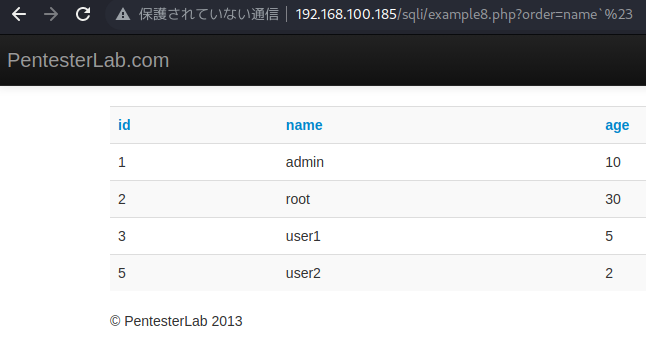 保護されていない通信 | 192.168.100.185/sqli/example8.php?order=name`%23
PentesterLab.com
id name age
1 admin 10
2 root 30
3 user1 5
5 user2 2
© PentesterLab 2013